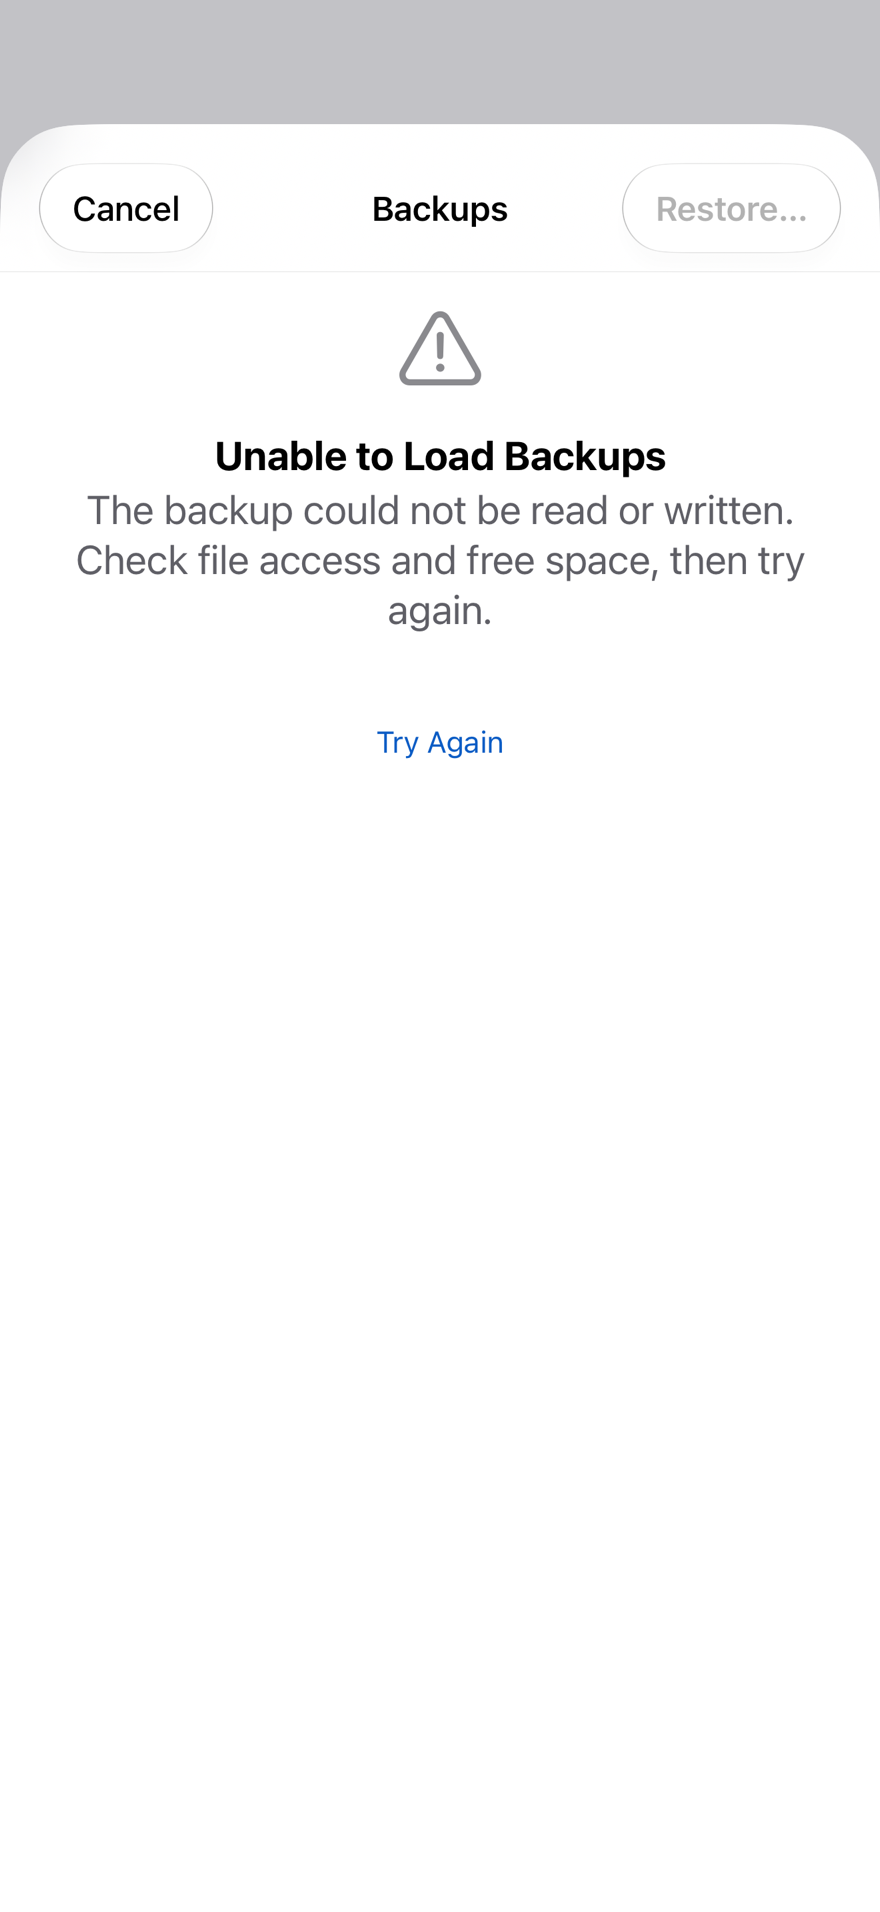 Cancel
Backups
Restore...
Unable to Load Backups
The backup could not be read or written.
Check file access and free space, then try
again.
Try Again